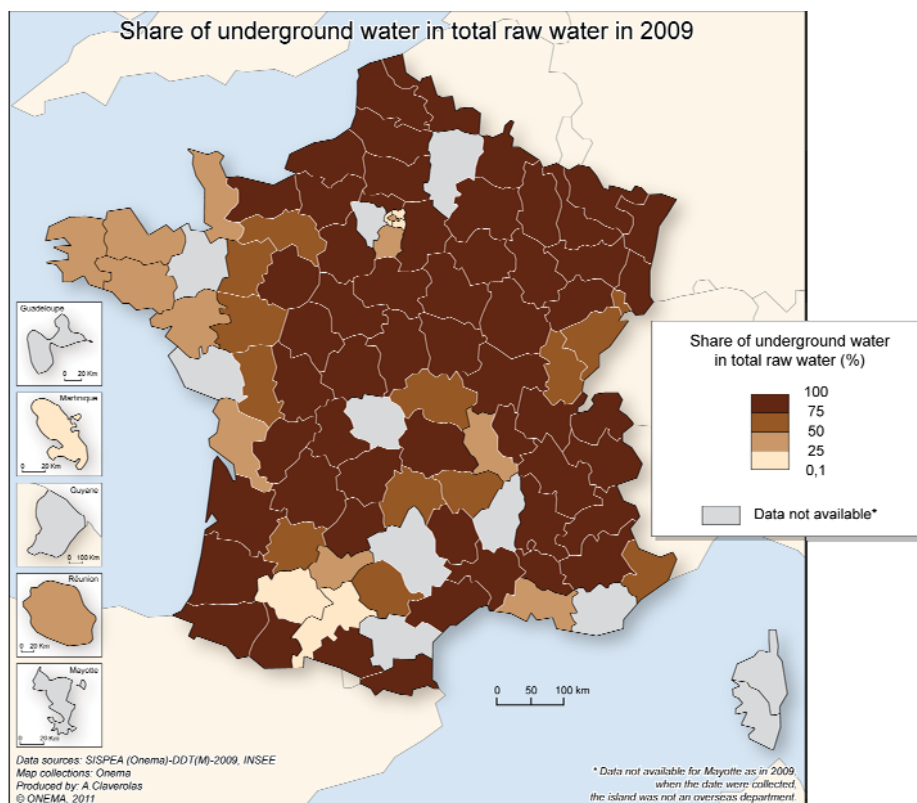 Share of underground water in total raw water in 2009
Guadeloupe
0 20 Km
Martinique
0 20 Km
Guyane
0 100 Km
Réunion
0 20 Km
Mayotte
0 20 Km
Share of underground water
in total raw water (%)
100
75
50
25
0,1
Data not available*
0 50 100 km
Data sources: SISPEA (Onema)-DDT(M)-2009, INSEE
Map collections: Onema
Produced by: A.Claverolas
© ONEMA, 2011
* Data not available for Mayotte as in 2009,
when the date were collected,
the island was not an overseas department.